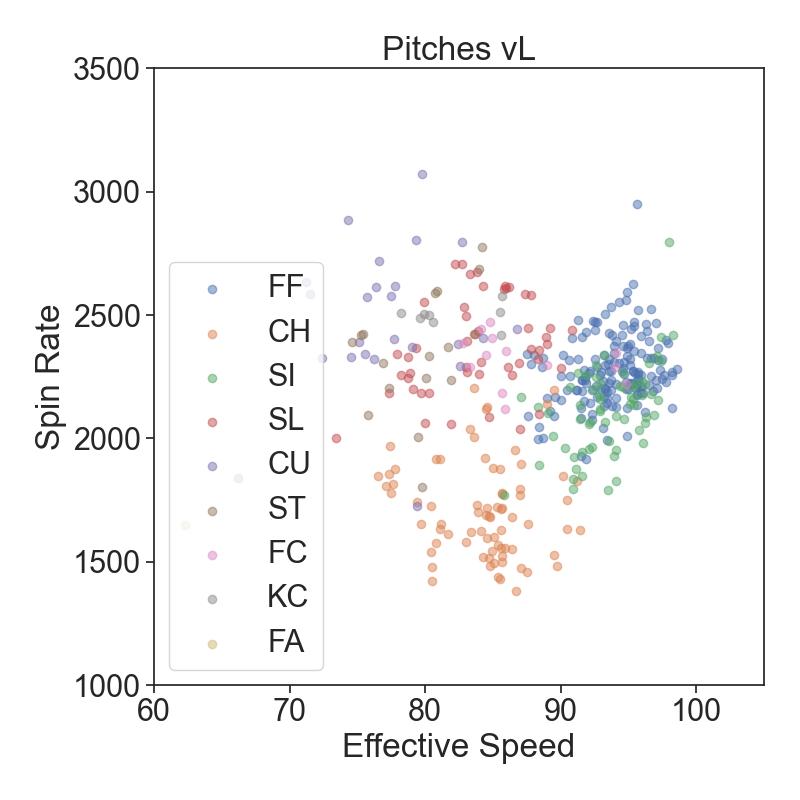 Pitches vL
3500
3000
2500
2000
1500
1000
Spin Rate
FF
CH
SI
SL
CU
ST
FC
KC
FA
60 70 80 90 100
Effective Speed